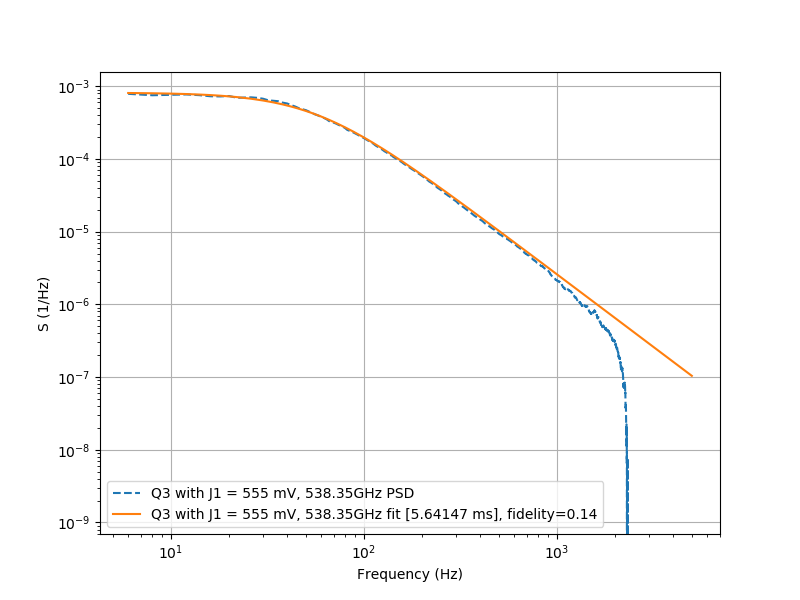 10⁻³
10⁻⁴
10⁻⁵
10⁻⁶
10⁻⁷
10⁻⁸
10⁻⁹
S (1/Hz)
Q3 with J1 = 555 mV, 538.35GHz PSD
Q3 with J1 = 555 mV, 538.35GHz fit [5.64147 ms], fidelity=0.14
10¹ 10² 10³
Frequency (Hz)